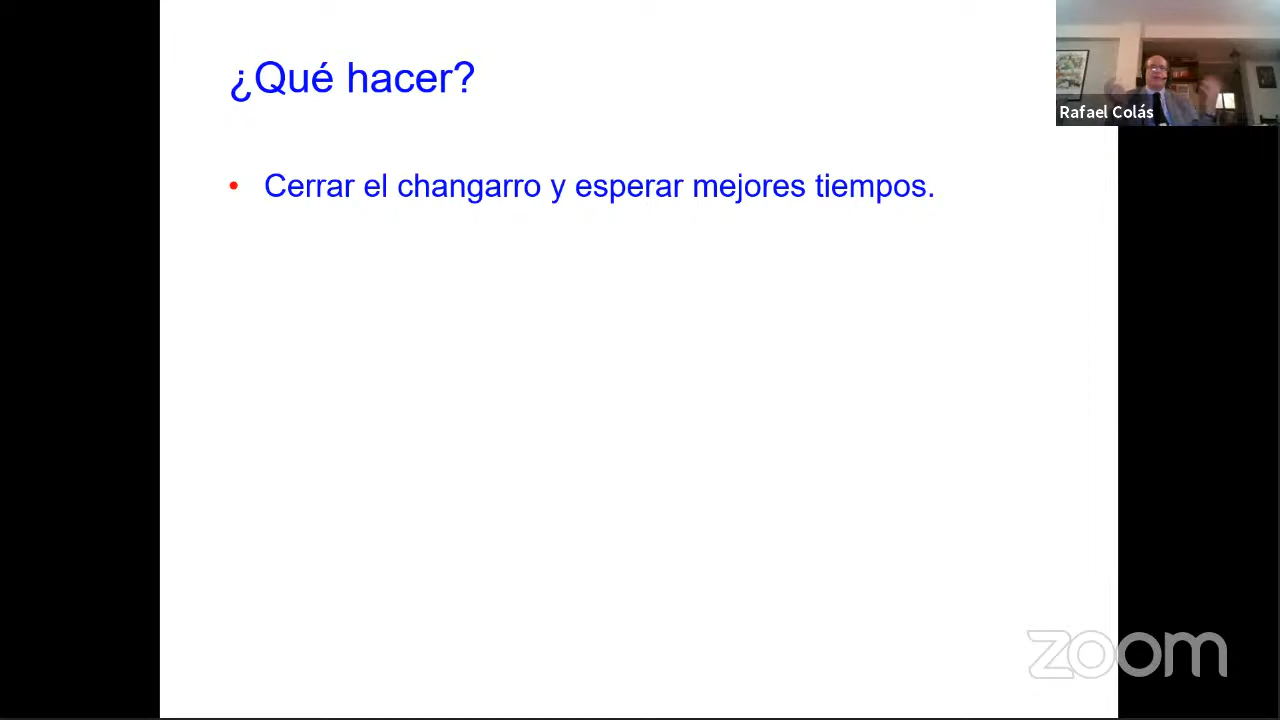 ¿Qué hacer?
Rafael Colás
• Cerrar el changarro y esperar mejores tiempos.
zoom